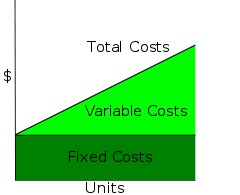 Total Costs
$
Variable Costs
Fixed Costs
Units